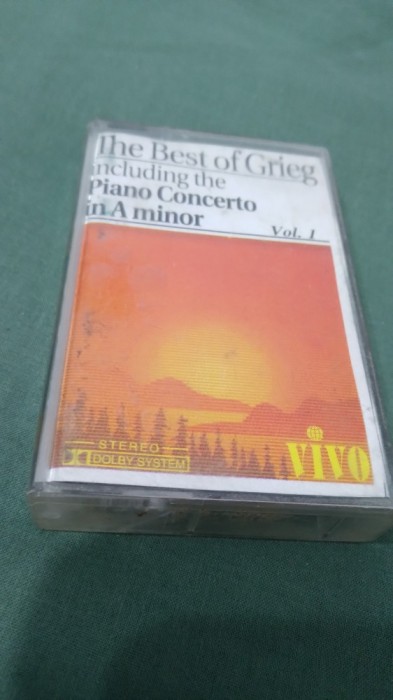 The Best of Grieg
including the
Piano Concerto
in A minor
Vol. 1
STEREO
DOLBY SYSTEM
VIVO